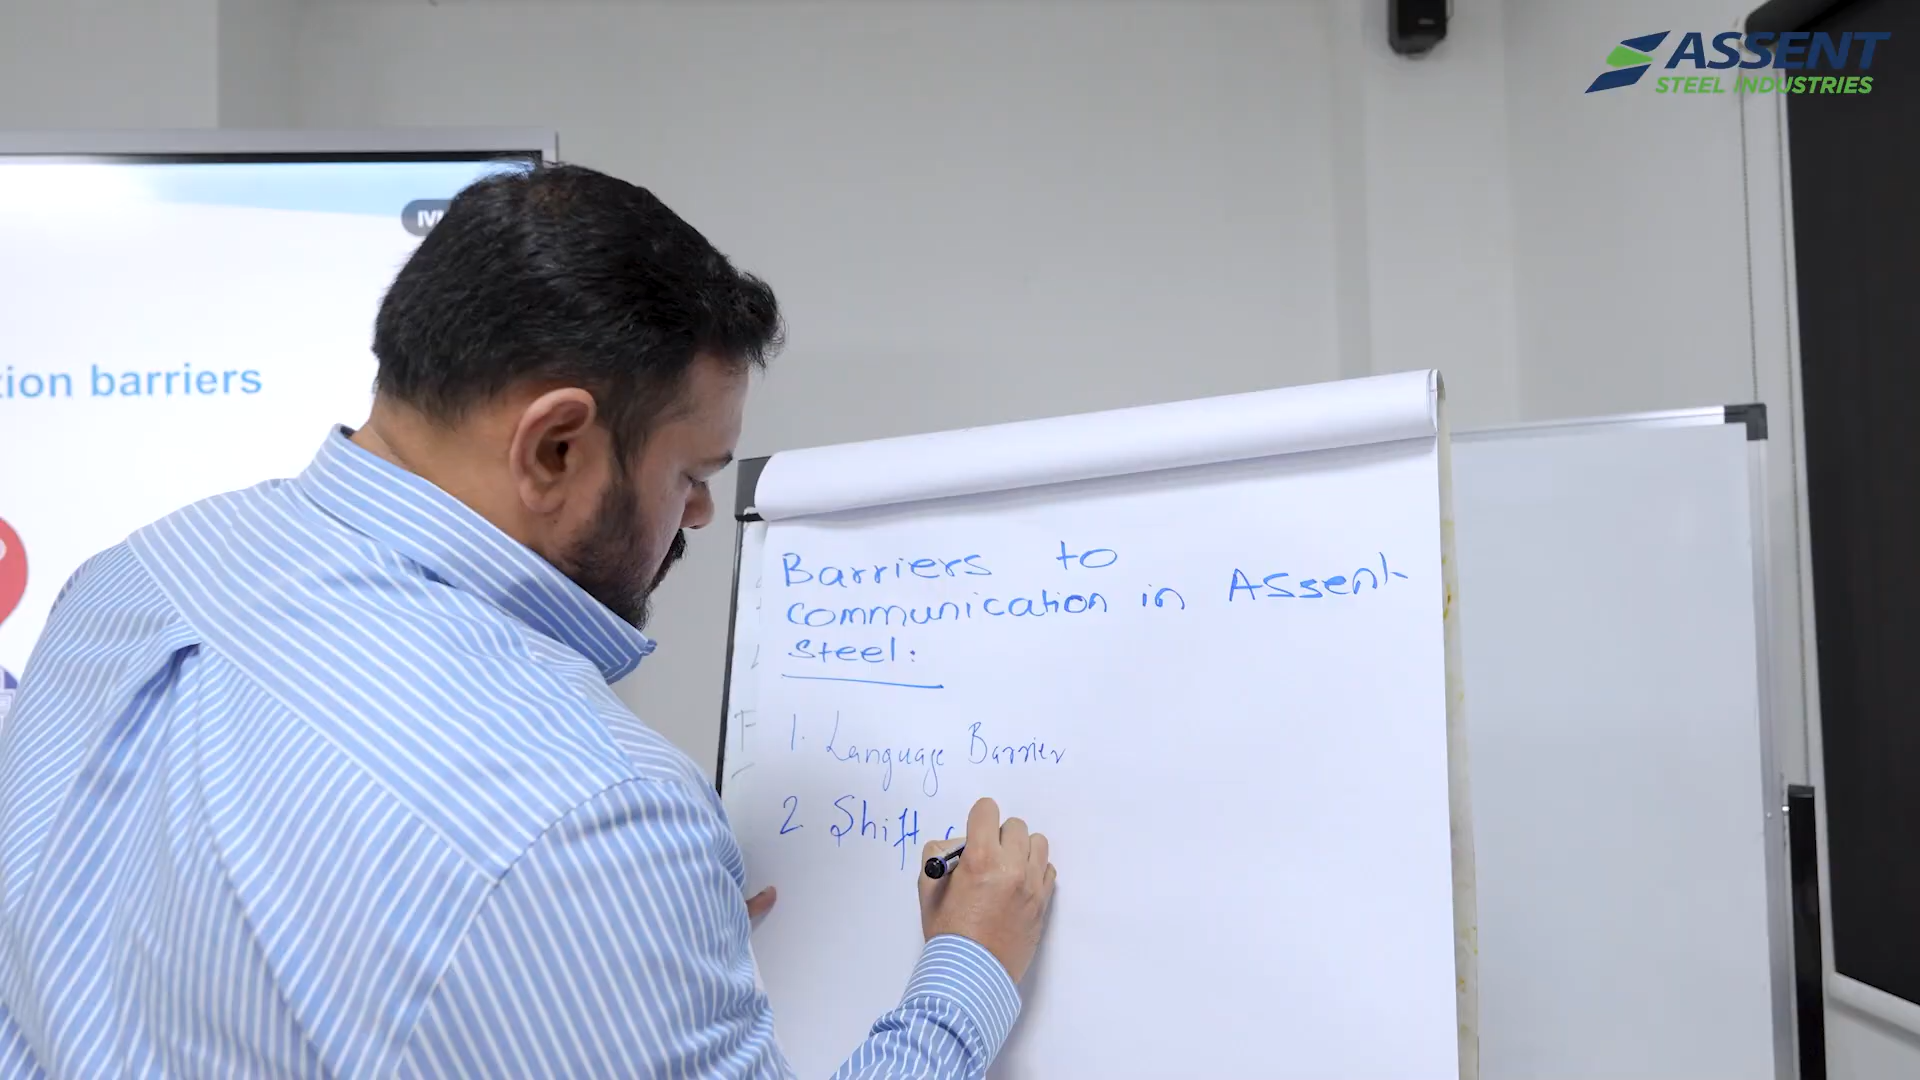 ASSENT
STEEL INDUSTRIES
tion barriers
Barriers to
communication in Assent
Steel:
1. Language Barrier
2 Shift